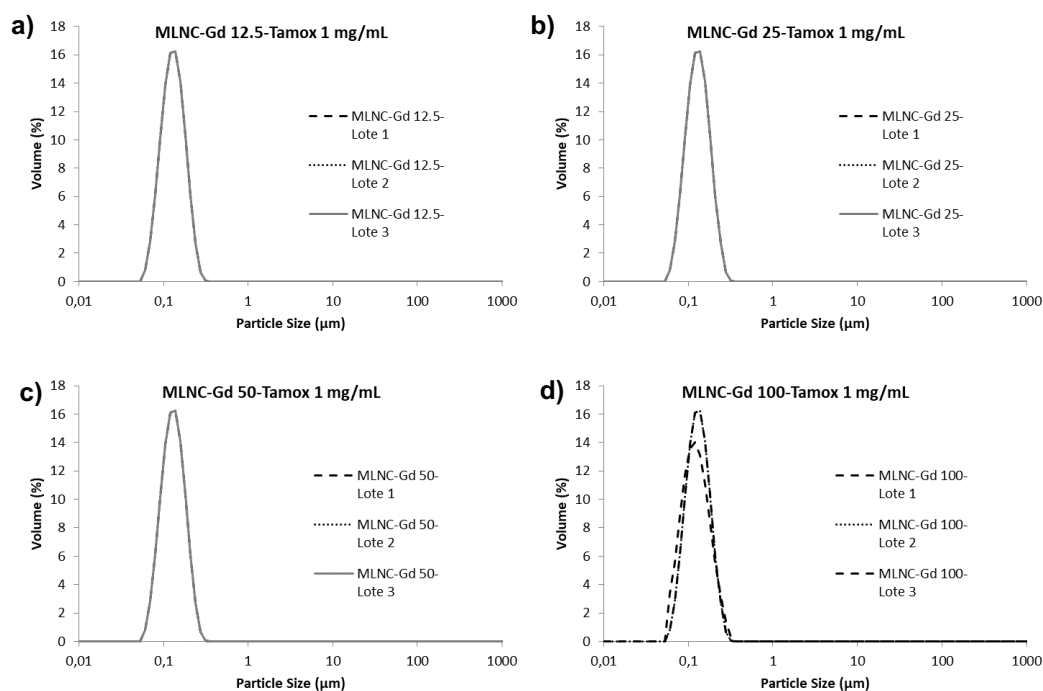 a)
MLNC-Gd 12.5-Tamox 1 mg/mL
18
16
14
12
10
8
6
4
2
0
Volume (%)
MLNC-Gd 12.5-
Lote 1
MLNC-Gd 12.5-
Lote 2
MLNC-Gd 12.5-
Lote 3
0,01 0,1 1 10 100 1000
Particle Size (µm)
b)
MLNC-Gd 25-Tamox 1 mg/mL
18
16
14
12
10
8
6
4
2
0
Volume (%)
MLNC-Gd 25-
Lote 1
MLNC-Gd 25-
Lote 2
MLNC-Gd 25-
Lote 3
0,01 0,1 1 10 100 1000
Particle Size (µm)
c)
MLNC-Gd 50-Tamox 1 mg/mL
18
16
14
12
10
8
6
4
2
0
Volume (%)
MLNC-Gd 50-
Lote 1
MLNC-Gd 50-
Lote 2
MLNC-Gd 50-
Lote 3
0,01 0,1 1 10 100 1000
Particle Size (µm)
d)
MLNC-Gd 100-Tamox 1 mg/mL
18
16
14
12
10
8
6
4
2
0
Volume (%)
MLNC-Gd 100-
Lote 1
MLNC-Gd 100-
Lote 2
MLNC-Gd 100-
Lote 3
0,01 0,1 1 10 100 1000
Particle Size (µm)